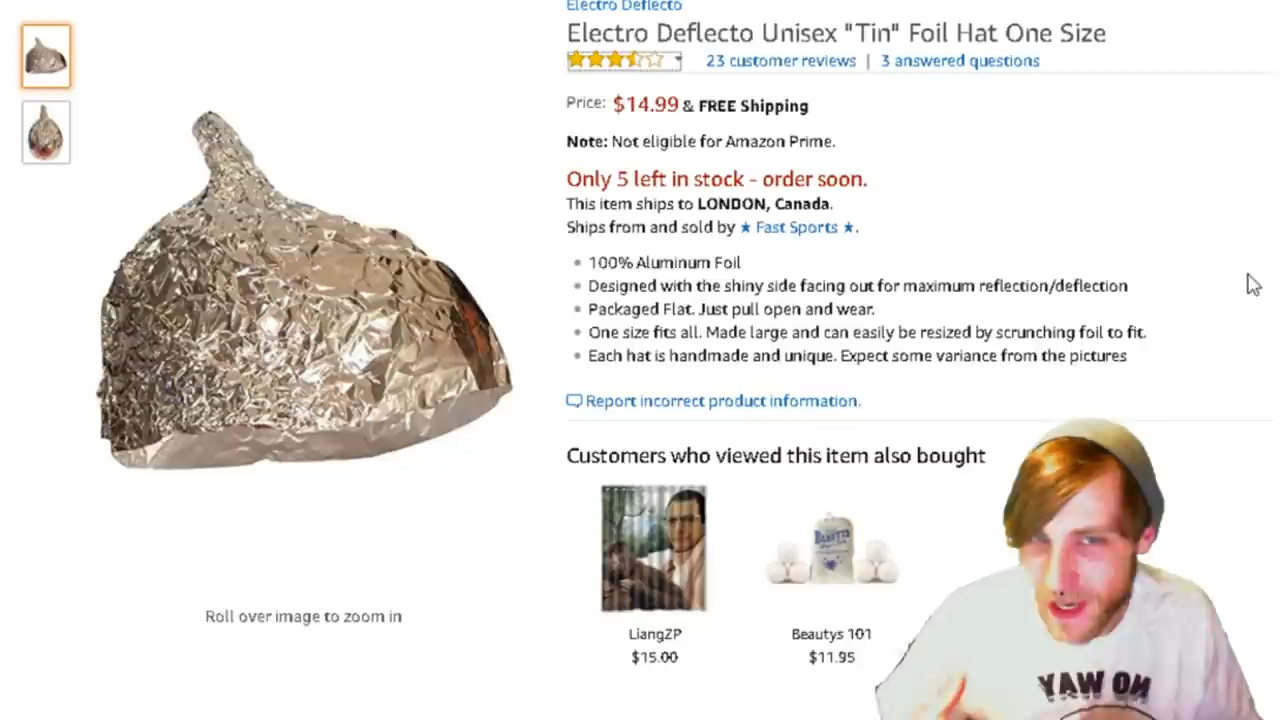 Electro Deflecto
Electro Deflecto Unisex "Tin" Foil Hat One Size
23 customer reviews | 3 answered questions
Price: $14.99 & FREE Shipping
Note: Not eligible for Amazon Prime.
Only 5 left in stock - order soon.
This item ships to LONDON, Canada.
Ships from and sold by ★ Fast Sports ★.
100% Aluminum Foil
Designed with the shiny side facing out for maximum reflection/deflection
Packaged Flat. Just pull open and wear.
One size fits all. Made large and can easily be resized by scrunching foil to fit.
Each hat is handmade and unique. Expect some variance from the pictures
Report incorrect product information.
Customers who viewed this item also bought
BEAUTYS
Roll over image to zoom in
LiangZP
Beautys 101
$15.00
$11.95
YAW ON